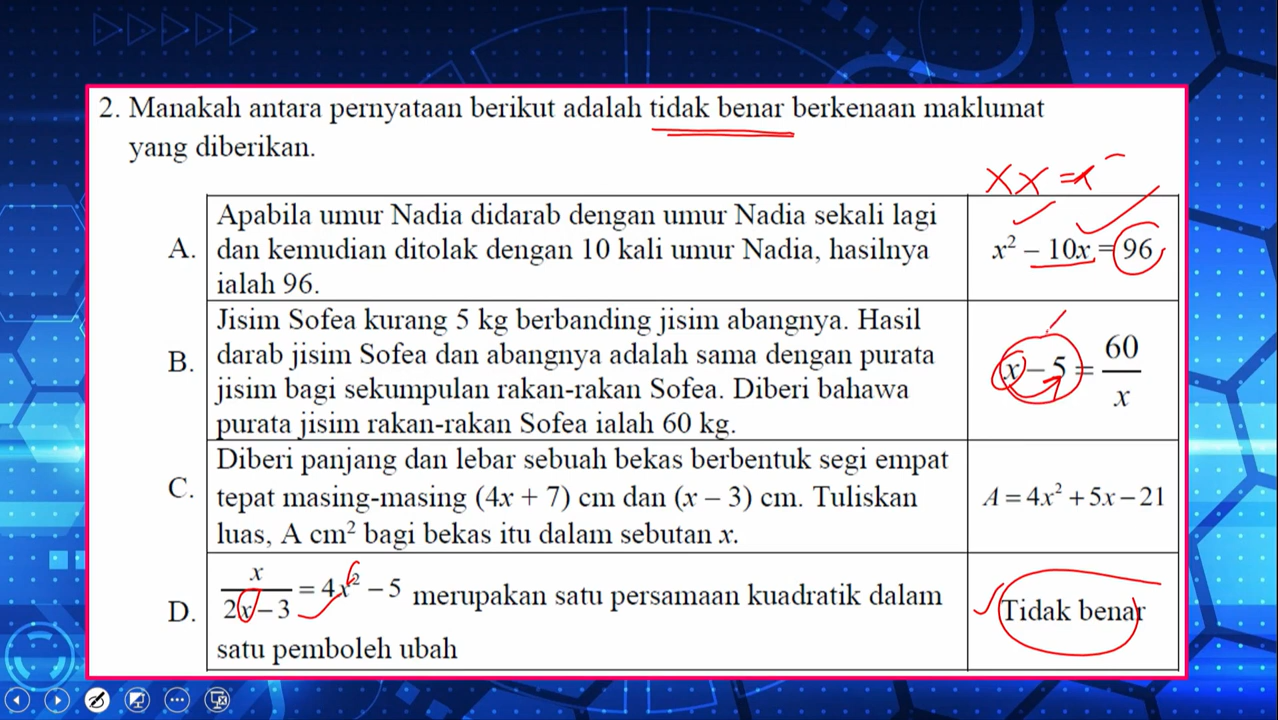 2. Manakah antara pernyataan berikut adalah tidak benar berkenaan maklumat
yang diberikan.
xx = x²
A. Apabila umur Nadia didarab dengan umur Nadia sekali lagi
dan kemudian ditolak dengan 10 kali umur Nadia, hasilnya
ialah 96.
x² − 10x = 96
B. Jisim Sofea kurang 5 kg berbanding jisim abangnya. Hasil
darab jisim Sofea dan abangnya adalah sama dengan purata
jisim bagi sekumpulan rakan-rakan Sofea. Diberi bahawa
purata jisim rakan-rakan Sofea ialah 60 kg.
x − 5 = 60/x
C. Diberi panjang dan lebar sebuah bekas berbentuk segi empat
tepat masing-masing (4x + 7) cm dan (x – 3) cm. Tuliskan
luas, A cm² bagi bekas itu dalam sebutan x.
A = 4x² + 5x − 21
D. x/(2x − 3) = 4x² − 5 merupakan satu persamaan kuadratik dalam
satu pemboleh ubah
Tidak benar